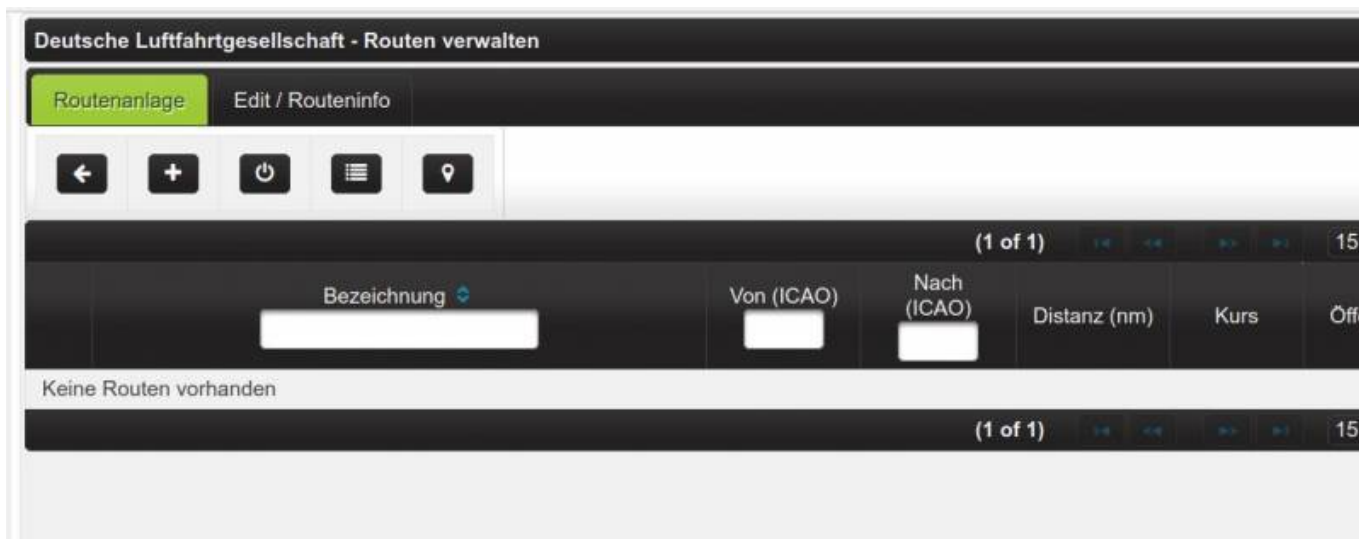 Deutsche Luftfahrtgesellschaft - Routen verwalten
Routenanlage Edit / Routeninfo
(1 of 1) 15
Bezeichnung Von (ICAO) Nach (ICAO) Distanz (nm) Kurs Öff
Keine Routen vorhanden
(1 of 1) 15